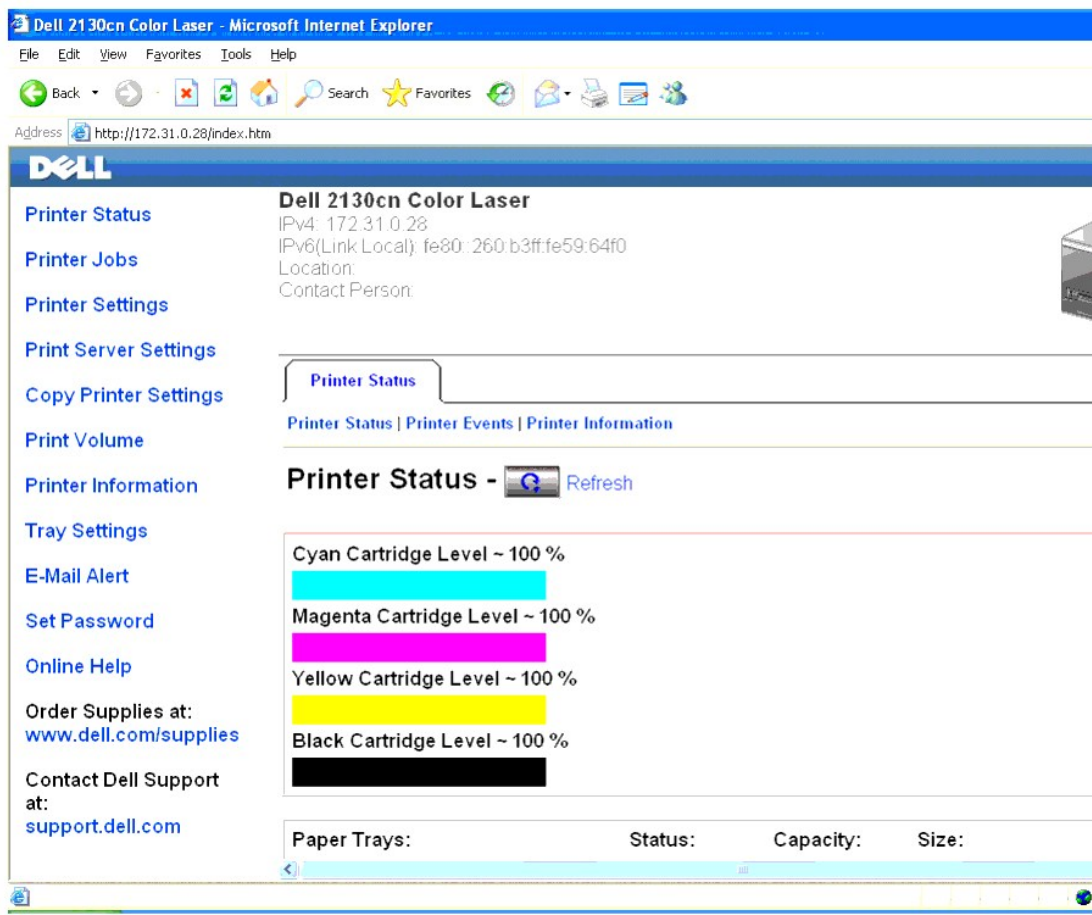 Dell 2130cn Color Laser - Microsoft Internet Explorer
File Edit View Favorites Tools Help
Back Search Favorites
Address http://172.31.0.28/index.htm
DELL
Printer Status
Printer Jobs
Printer Settings
Print Server Settings
Copy Printer Settings
Print Volume
Printer Information
Tray Settings
E-Mail Alert
Set Password
Online Help
Order Supplies at:
www.dell.com/supplies
Contact Dell Support
at:
support.dell.com
Dell 2130cn Color Laser
IPv4: 172.31.0.28
IPv6(Link Local): fe80::260:b3ff:fe59:64f0
Location:
Contact Person:
Printer Status
Printer Status | Printer Events | Printer Information
Printer Status - Refresh
Cyan Cartridge Level ~ 100 %
Magenta Cartridge Level ~ 100 %
Yellow Cartridge Level ~ 100 %
Black Cartridge Level ~ 100 %
Paper Trays: Status: Capacity: Size: